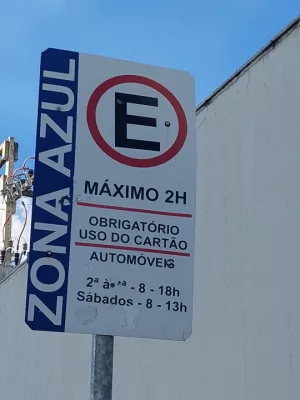 ZONA AZUL
E
MÁXIMO 2H
OBRIGATÓRIO
USO DO CARTÃO
AUTOMÓVEIS
2ª à - 8 - 18h
Sábados - 8 - 13h